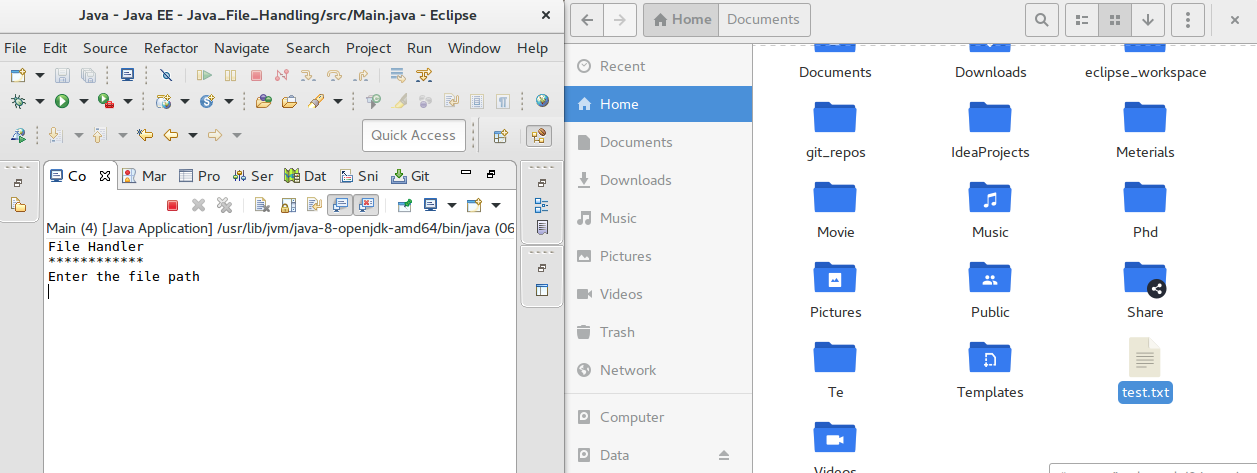 Java - Java EE - Java_File_Handling/src/Main.java - Eclipse
File Edit Source Refactor Navigate Search Project Run Window Help
Quick Access
Co Mar Pro Ser Dat Sni Git
Main (4) [Java Application] /usr/lib/jvm/java-8-openjdk-amd64/bin/java (06
File Handler
************
Enter the file path
Home Documents
Recent
Home
Documents
Downloads
Music
Pictures
Videos
Trash
Network
Computer
Data
Documents Downloads eclipse_workspace
git_repos IdeaProjects Meterials
Movie Music Phd
Pictures Public Share
Te Templates test.txt
Videos